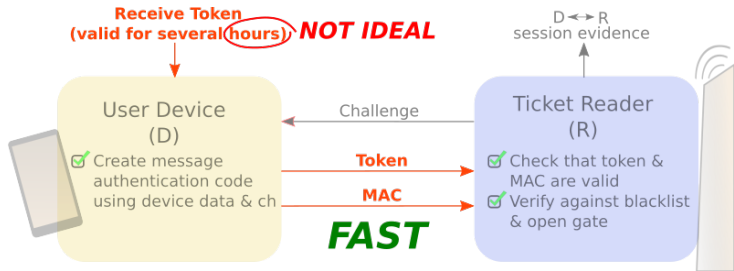 Receive Token
(valid for several hours)
NOT IDEAL
D R
session evidence
User Device
(D)
Create message
authentication code
using device data & ch
Challenge
Token
MAC
FAST
Ticket Reader
(R)
Check that token &
MAC are valid
Verify against blacklist
& open gate